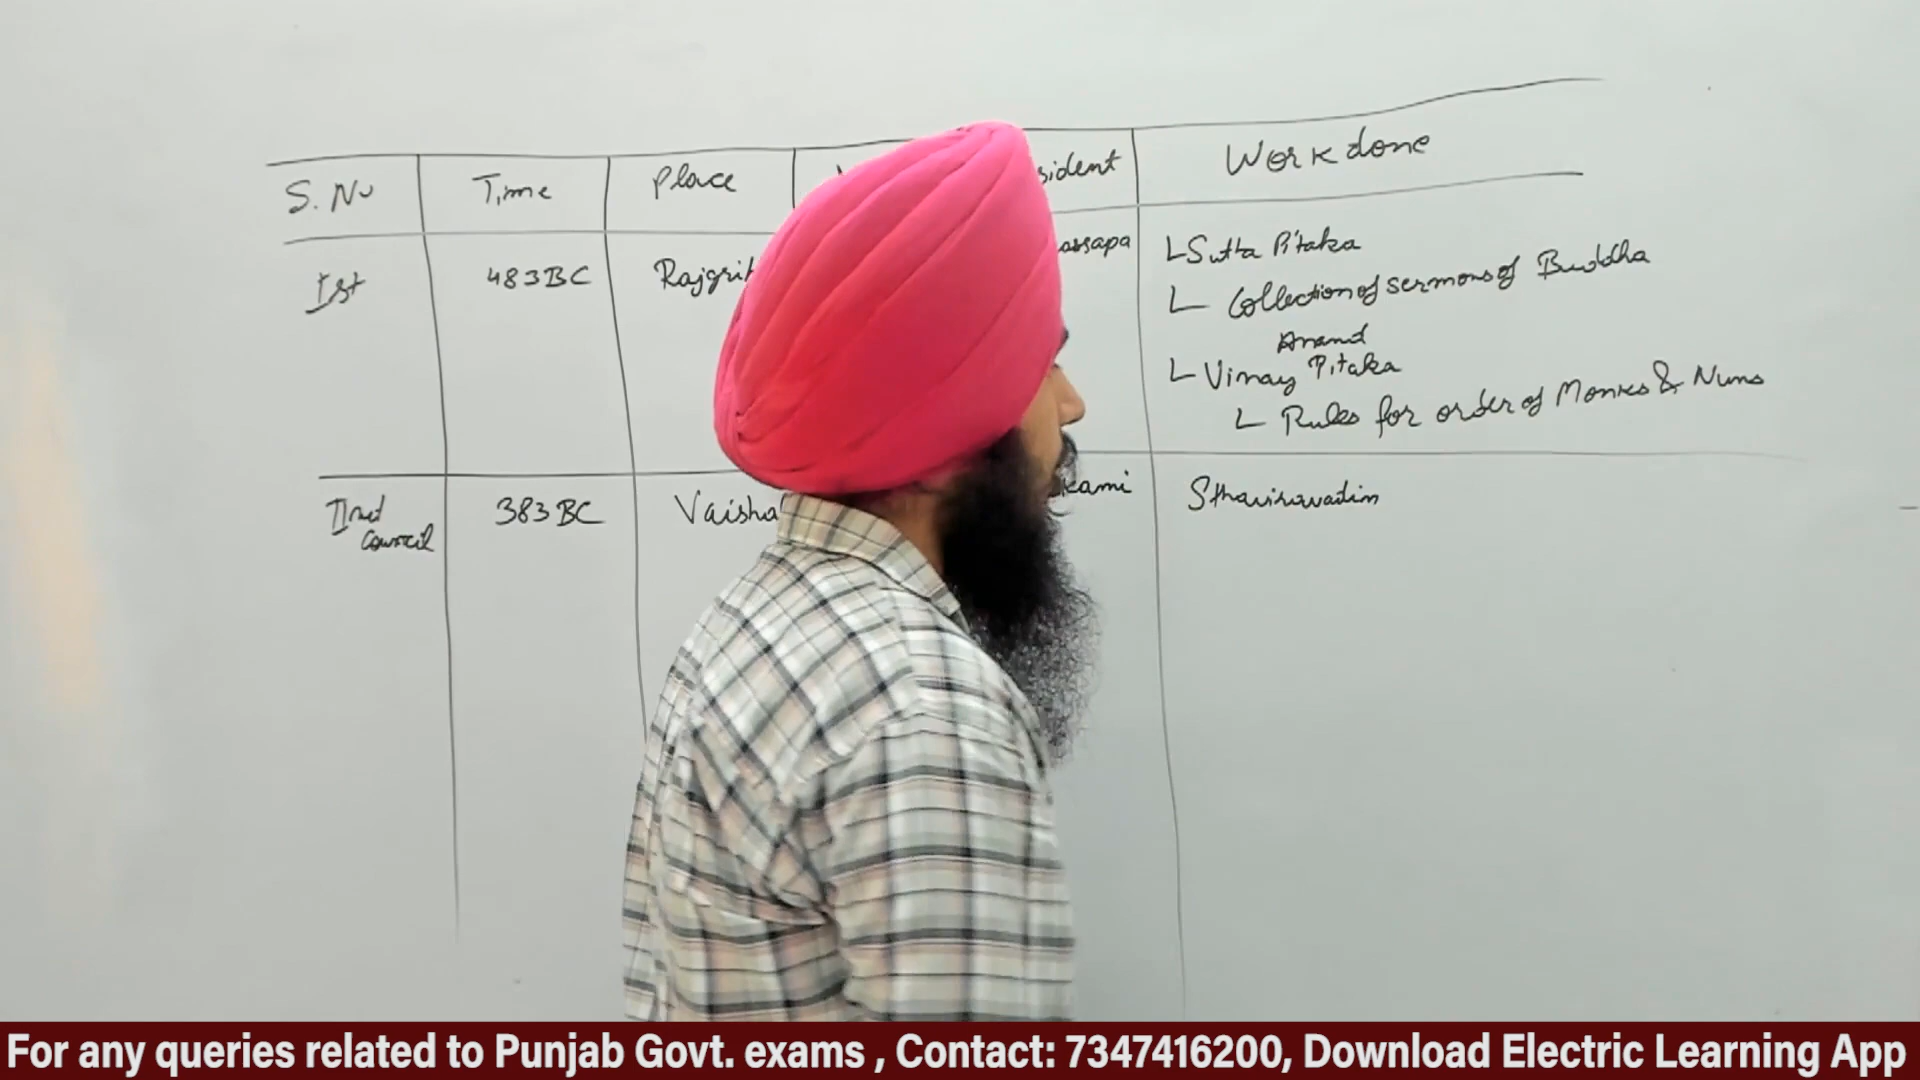 S. No Time Place sident Work done
Ist 483 BC Rajgrih assapa
Sutta Pitaka
Collection of sermons of Buddha
Anand
Vinay Pitaka
Rules for order of Monks & Nuns
IInd Council 383 BC Vaisha kami Sthaviravadin
For any queries related to Punjab Govt. exams , Contact: 7347416200, Download Electric Learning App